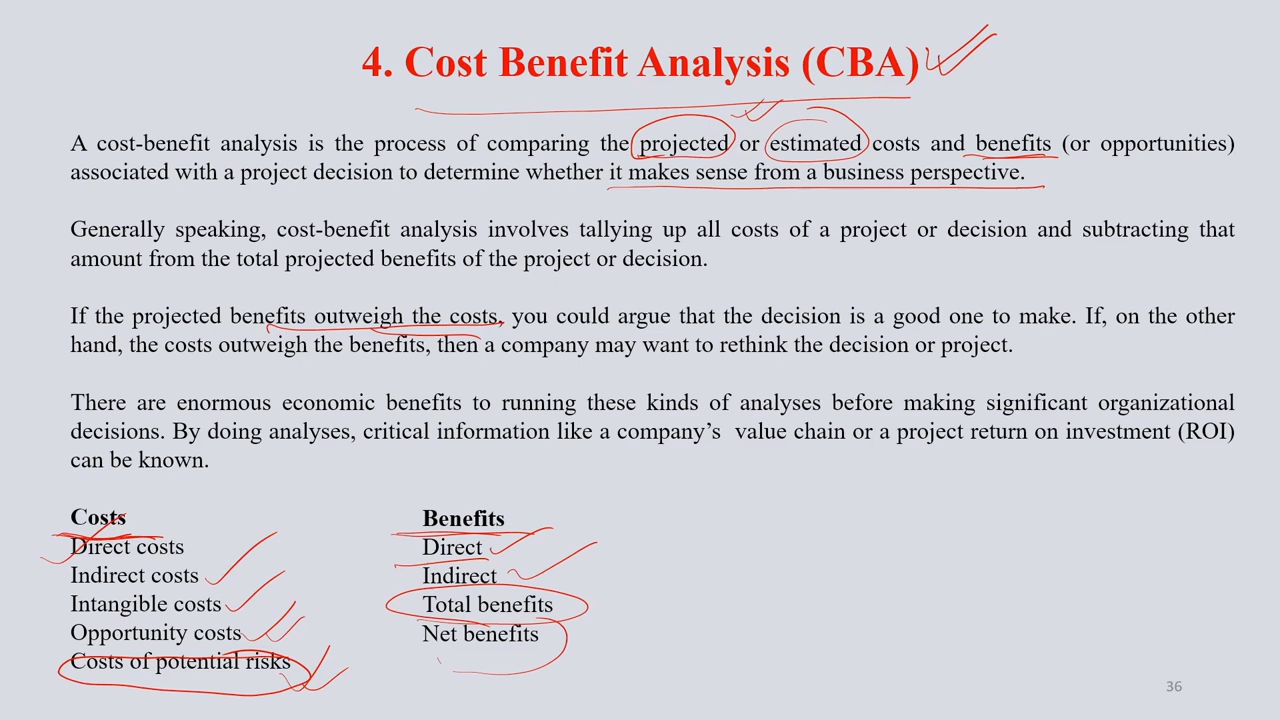 4. Cost Benefit Analysis (CBA)
A cost-benefit analysis is the process of comparing the projected or estimated costs and benefits (or opportunities)
associated with a project decision to determine whether it makes sense from a business perspective.
Generally speaking, cost-benefit analysis involves tallying up all costs of a project or decision and subtracting that
amount from the total projected benefits of the project or decision.
If the projected benefits outweigh the costs, you could argue that the decision is a good one to make. If, on the other
hand, the costs outweigh the benefits, then a company may want to rethink the decision or project.
There are enormous economic benefits to running these kinds of analyses before making significant organizational
decisions. By doing analyses, critical information like a company’s value chain or a project return on investment (ROI)
can be known.
Costs
Direct costs
Indirect costs
Intangible costs
Opportunity costs
Costs of potential risks
Benefits
Direct
Indirect
Total benefits
Net benefits
36